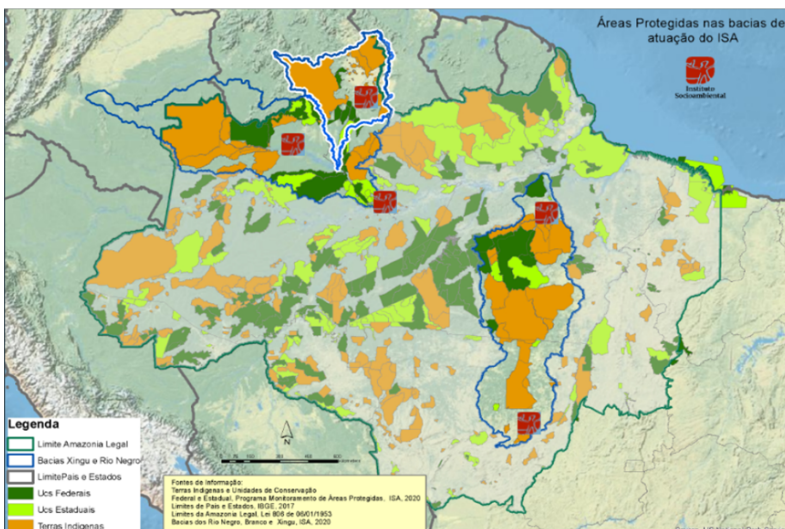 Áreas Protegidas nas bacias de
atuação do ISA
Instituto
Socioambiental
Legenda
Limite Amazonia Legal
Bacias Xingu e Rio Negro
LimitePais e Estados
Ucs Federais
Ucs Estaduais
Terras Indigenas
N
Fontes de Informação:
Terras Indigenas e Unidades de Conservação
Federal e Estadual, Programa Monitoramento de Áreas Protegidas, ISA, 2020
Limites de País e Estados, IBGE, 2017
Limites da Amazonia Legal, Lei 806 de 06/01/1953
Bacias dos Rio Negro, Branco e Xingu, ISA, 2020